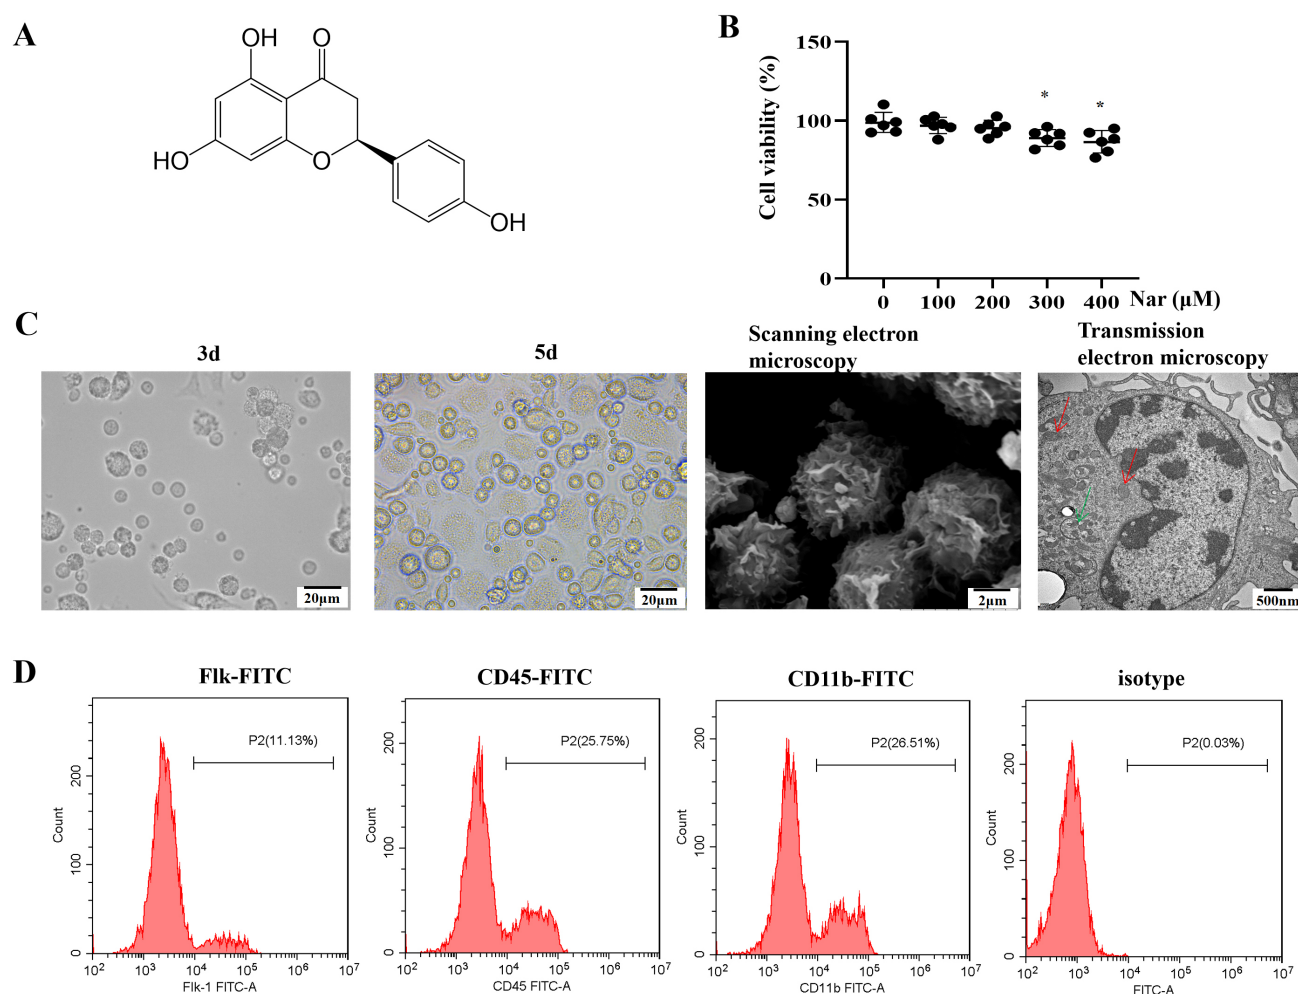 A
OH
O
HO
O
OH
B
Cell viability (%)
150
100
50
0
*
*
0
100
200
300
400
Nar (μM)
C
3d
5d
Scanning electron
microscopy
Transmission
electron microscopy
20μm
20μm
2μm
500nm
D
Flk-FITC
P2(11.13%)
Count
200
100
0
10²
10³
10⁴
10⁵
10⁶
10⁷
Flk-1 FITC-A
CD45-FITC
P2(25.75%)
Count
200
100
0
10²
10³
10⁴
10⁵
10⁶
10⁷
CD45 FITC-A
CD11b-FITC
P2(26.51%)
Count
200
100
0
10²
10³
10⁴
10⁵
10⁶
10⁷
CD11b FITC-A
isotype
P2(0.03%)
Count
200
100
0
10²
10³
10⁴
10⁵
10⁶
10⁷
FITC-A